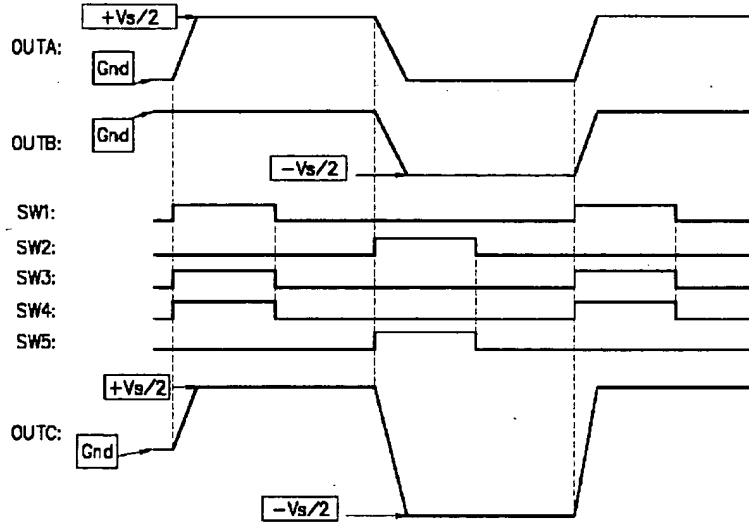 +Vs/2
OUTA:
Gnd
Gnd
OUTB:
-Vs/2
SW1:
SW2:
SW3:
SW4:
SW5:
+Vs/2
OUTC:
Gnd
-Vs/2